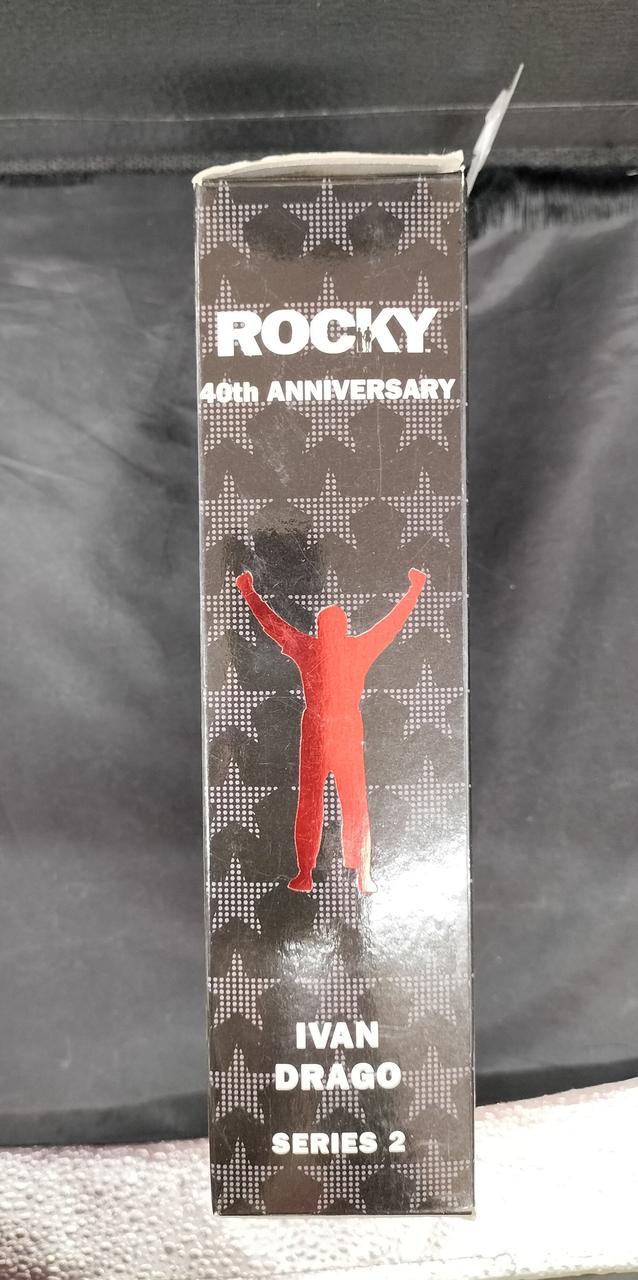 ROCKY
40th ANNIVERSARY
IVAN
DRAGO
SERIES 2